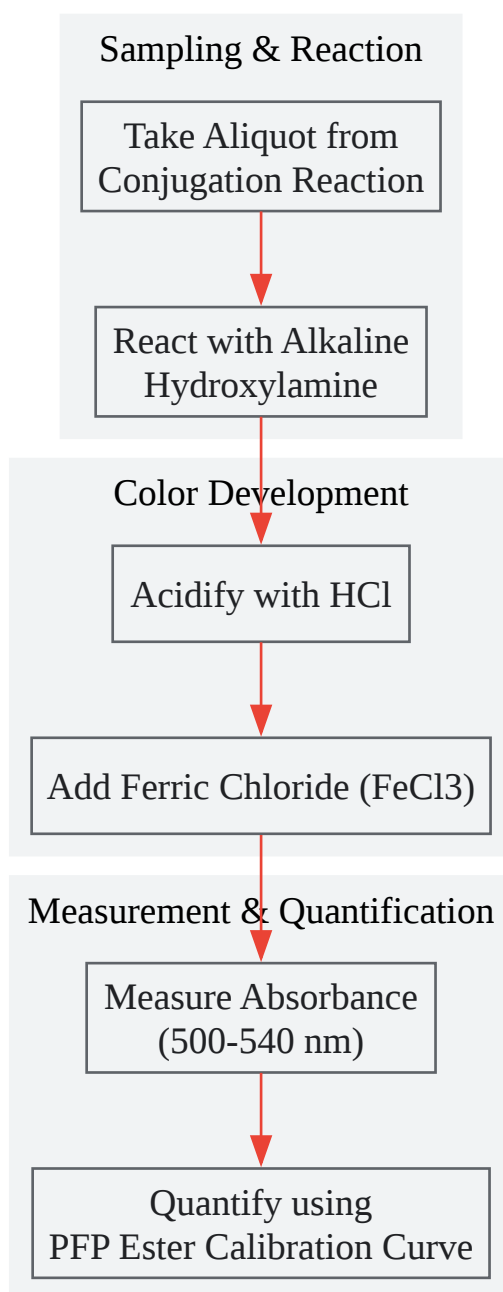 Sampling & Reaction
Take Aliquot from
Conjugation Reaction
React with Alkaline
Hydroxylamine
Color Development
Acidify with HCl
Add Ferric Chloride (FeCl3)
Measurement & Quantification
Measure Absorbance
(500-540 nm)
Quantify using
PFP Ester Calibration Curve